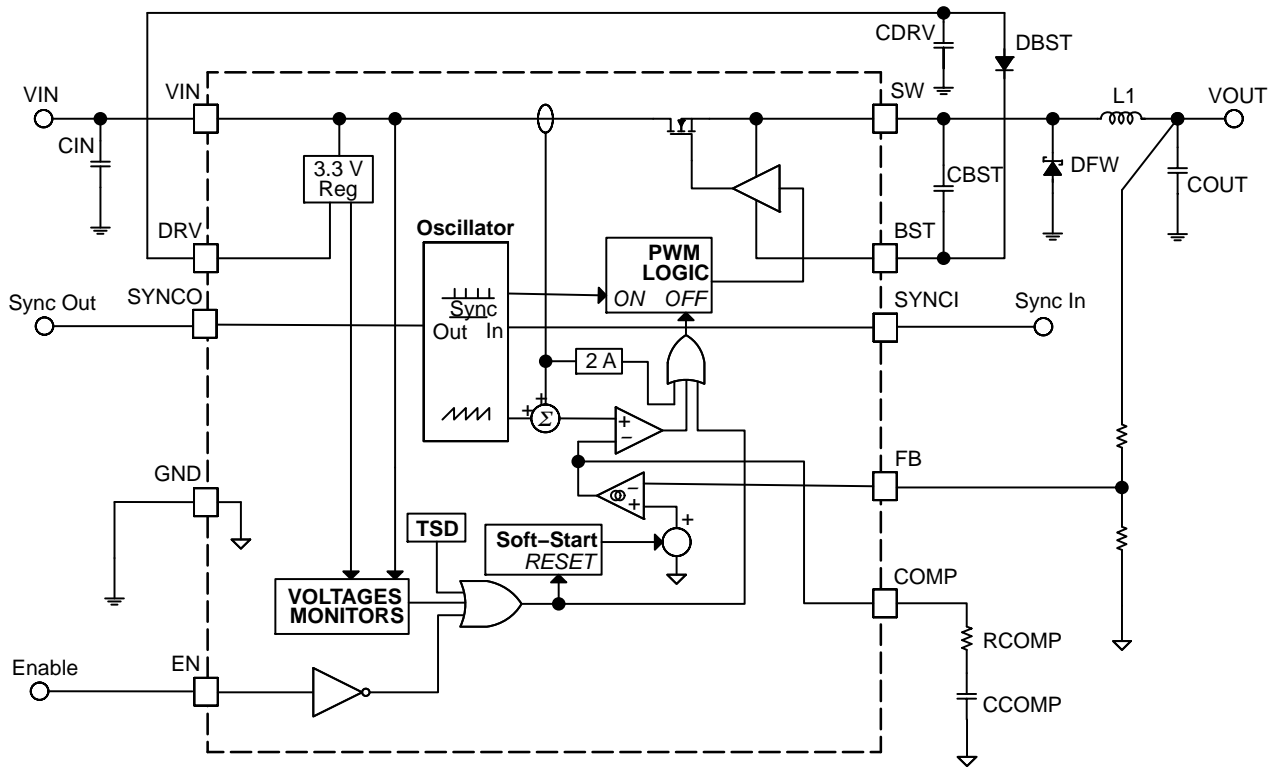 CDRV
DBST
VIN
VIN
SW
L1
VOUT
CIN
3.3 V
Reg
CBST
DFW
COUT
DRV
Oscillator
PWM
LOGIC
ON OFF
BST
SYNCO
SYNCI
Sync Out
Sync In
Sync
Out In
2 A
+
+
Σ
+
−
GND
FB
−
+
+
TSD
Soft−Start
RESET
COMP
VOLTAGES
MONITORS
RCOMP
Enable
EN
CCOMP